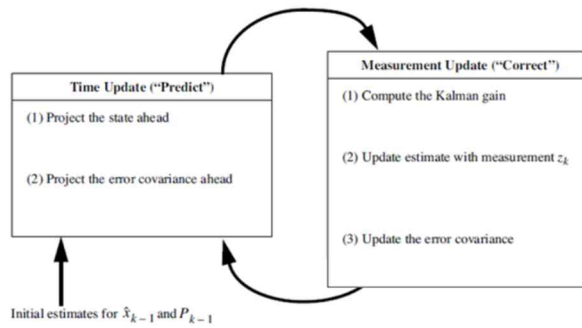 Time Update (“Predict”)
(1) Project the state ahead
(2) Project the error covariance ahead
Measurement Update (“Correct”)
(1) Compute the Kalman gain
(2) Update estimate with measurement zₖ
(3) Update the error covariance
Initial estimates for x̂ₖ₋₁ and Pₖ₋₁